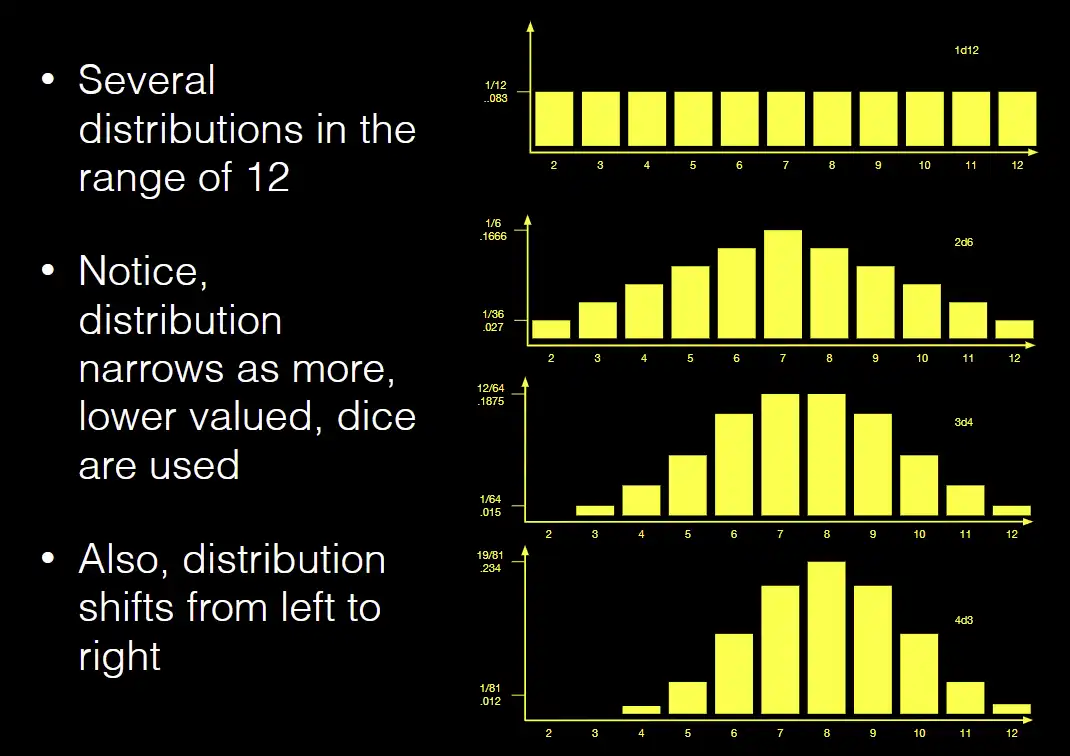 • Several
distributions in the
range of 12
• Notice,
distribution
narrows as more,
lower valued, dice
are used
• Also, distribution
shifts from left to
right
1d12
1/12
..083
2 3 4 5 6 7 8 9 10 11 12
1/6
.1666
2d6
1/36
.027
2 3 4 5 6 7 8 9 10 11 12
12/64
.1875
3d4
1/64
.015
2 3 4 5 6 7 8 9 10 11 12
19/81
.234
4d3
1/81
.012
2 3 4 5 6 7 8 9 10 11 12